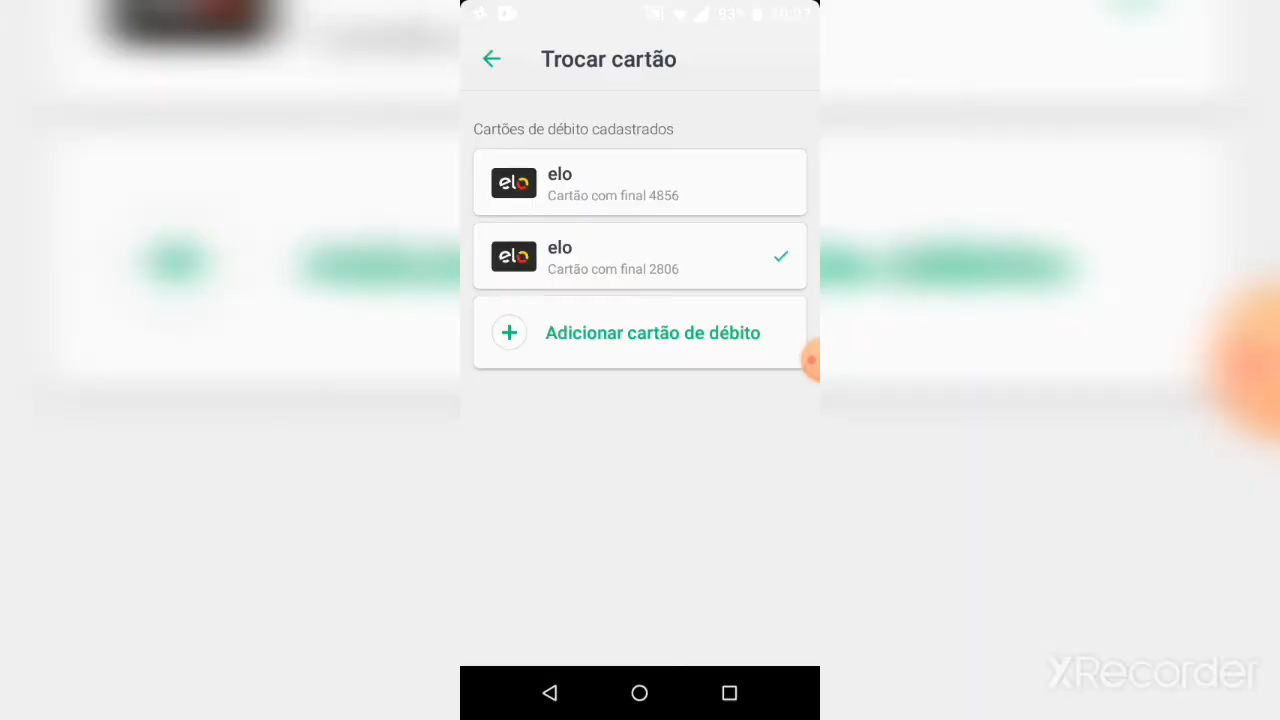 93%
Trocar cartão
Cartões de débito cadastrados
elo
elo
Cartão com final 4856
elo
elo
Cartão com final 2806
Adicionar cartão de débito
XRecorder